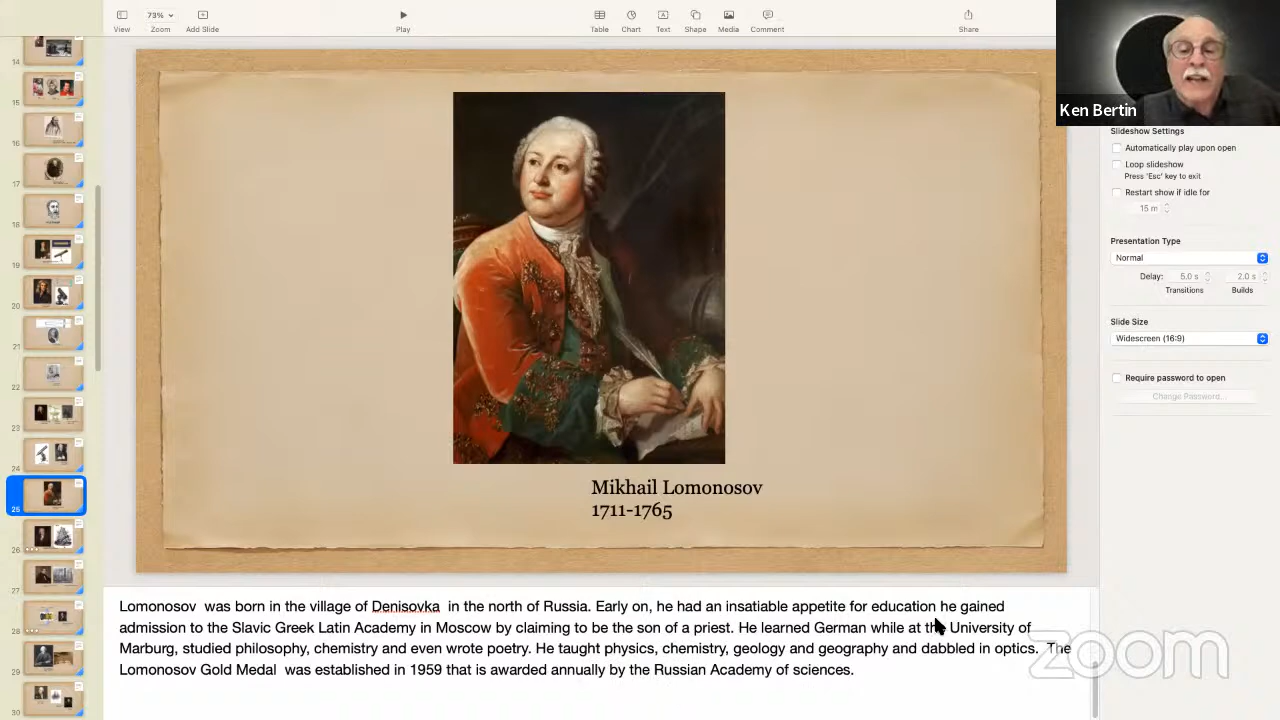 View
73%
Zoom
Add Slide
Play
Table
Chart
Text
Shape
Media
Comment
Share
Ken Bertin
14
15
16
17
18
19
20
21
22
23
24
25
26
27
28
29
30
Mikhail Lomonosov
1711-1765
Slideshow Settings
Automatically play upon open
Loop slideshow
Press 'Esc' key to exit
Restart show if idle for
15 m
Presentation Type
Normal
Delay: 5.0 s 2.0 s
Transitions Builds
Slide Size
Widescreen (16:9)
Require password to open
Change Password...
Lomonosov was born in the village of Denisovka in the north of Russia. Early on, he had an insatiable appetite for education he gained
admission to the Slavic Greek Latin Academy in Moscow by claiming to be the son of a priest. He learned German while at the University of
Marburg, studied philosophy, chemistry and even wrote poetry. He taught physics, chemistry, geology and geography and dabbled in optics. The
Lomonosov Gold Medal was established in 1959 that is awarded annually by the Russian Academy of sciences.
zoom